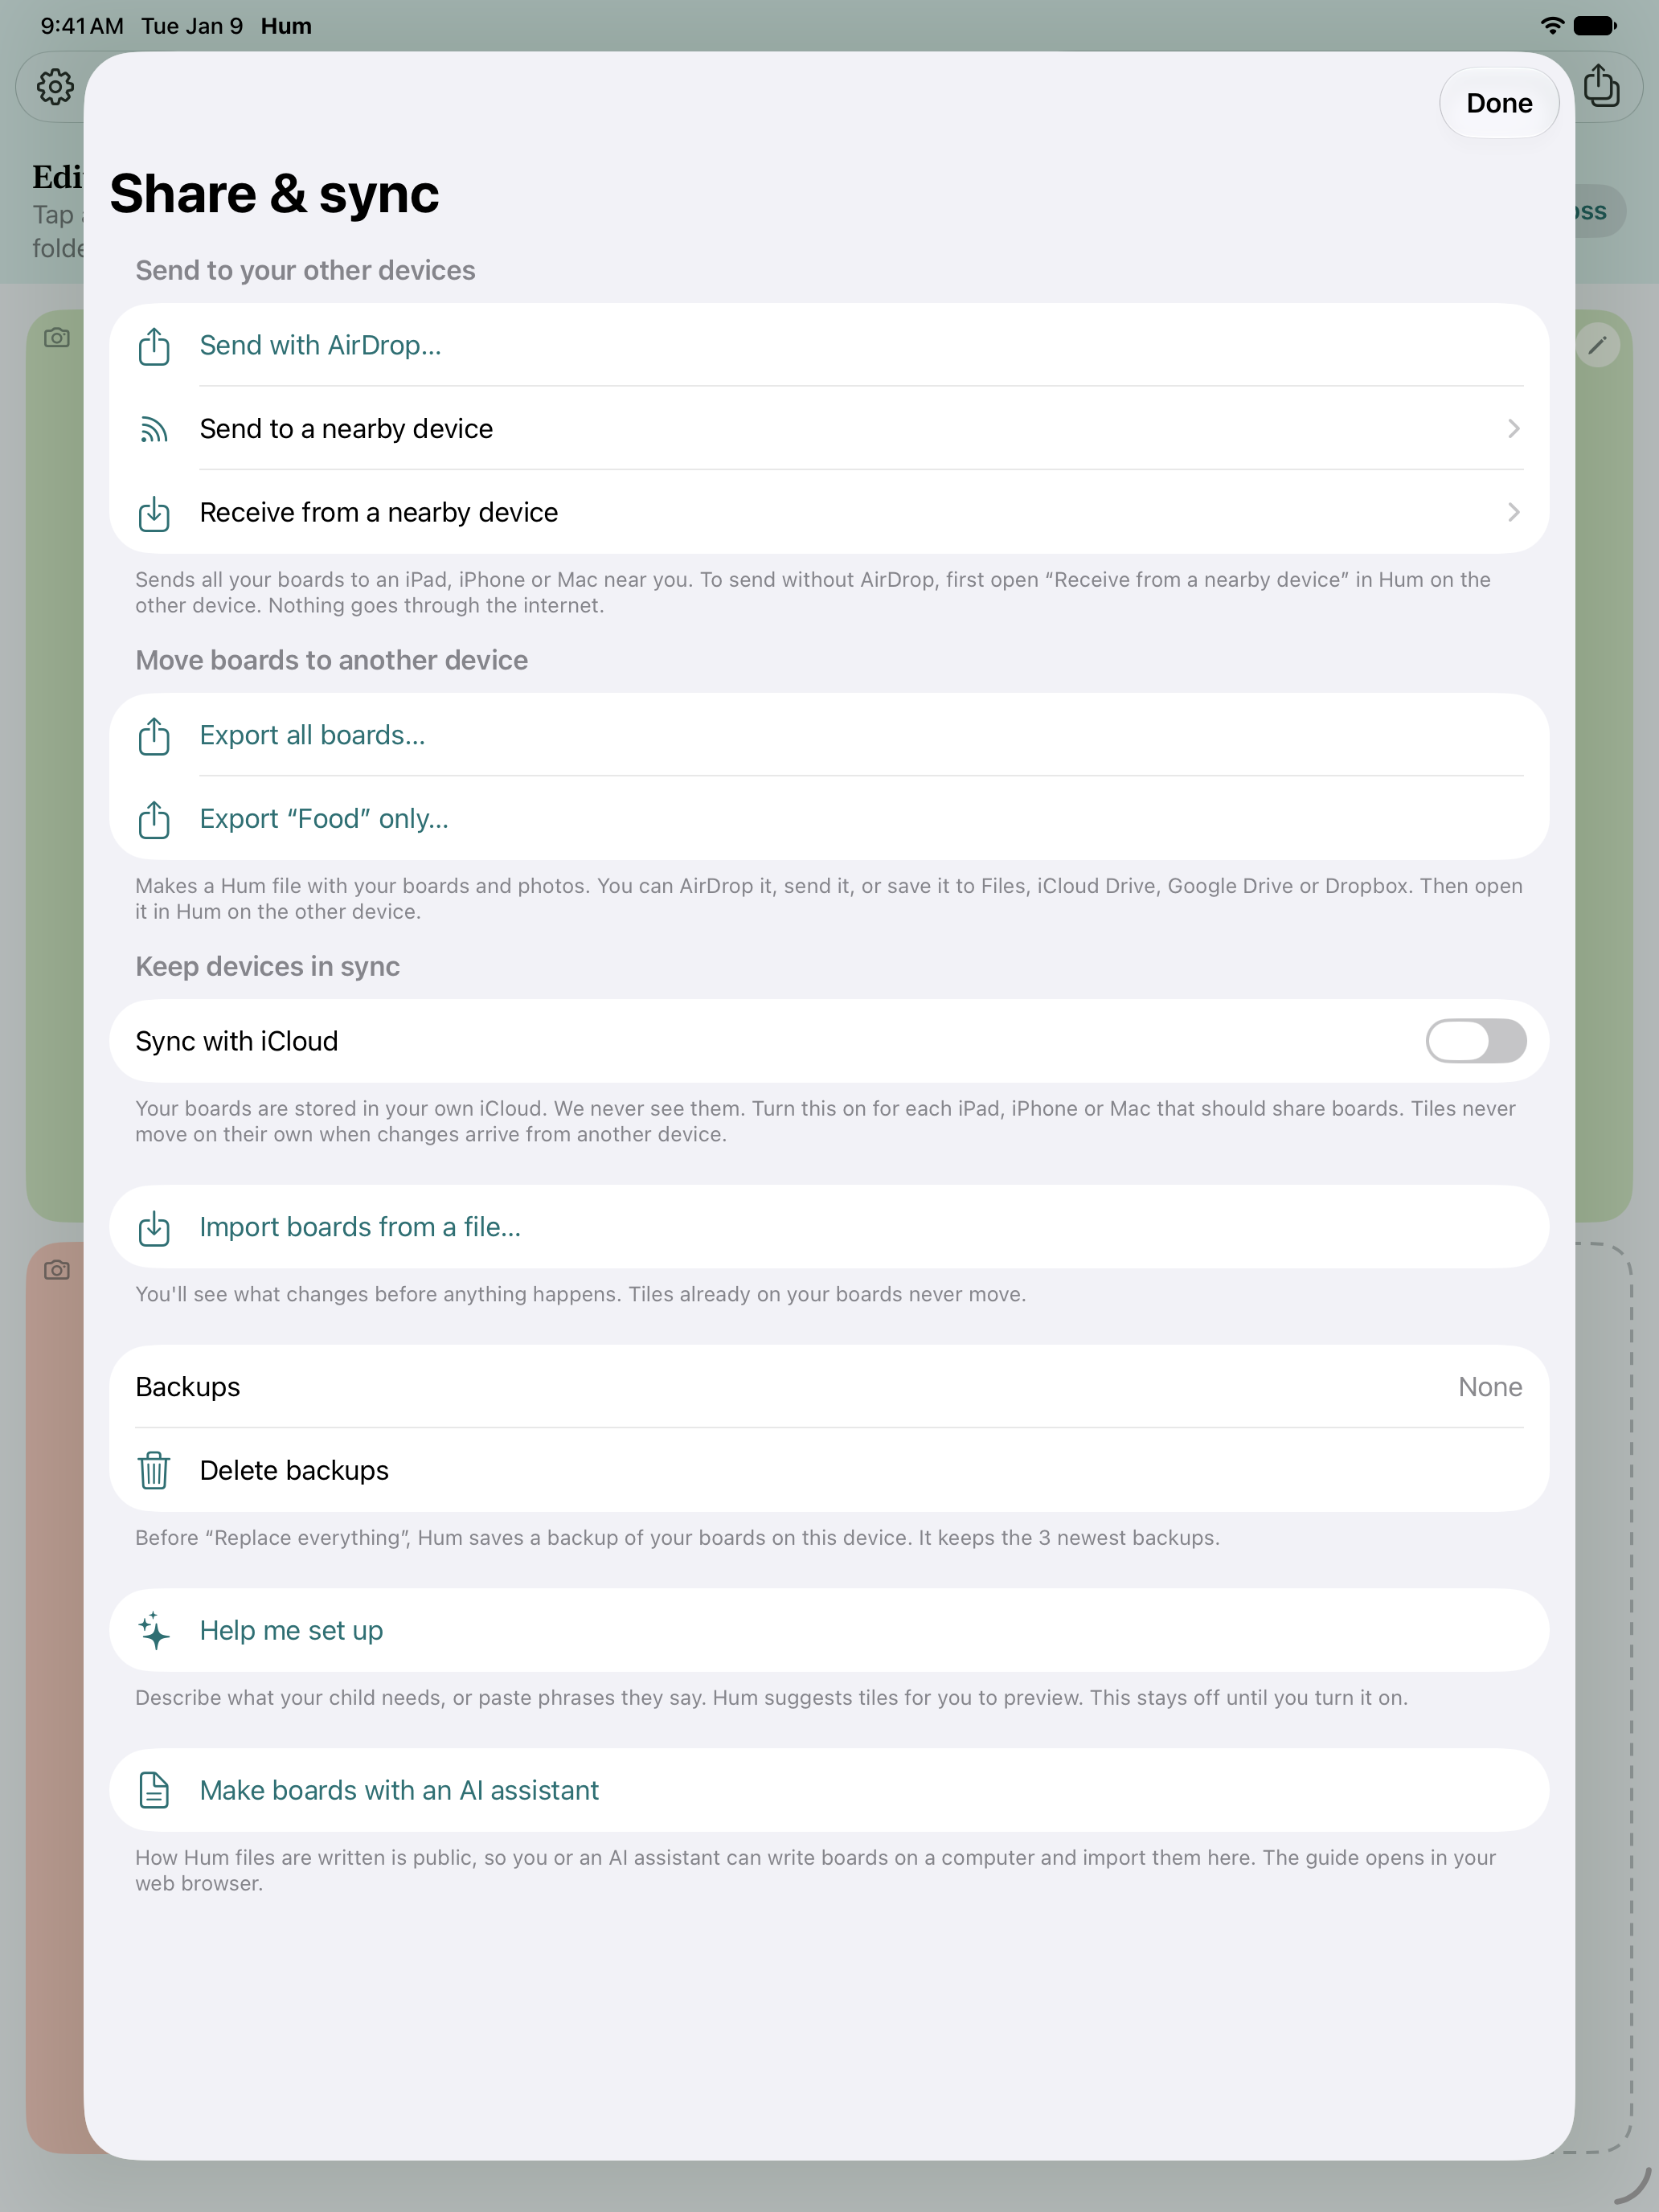 9:41 AM Tue Jan 9 Hum
Done
Share & sync
Send to your other devices
Send with AirDrop...
Send to a nearby device
Receive from a nearby device
Sends all your boards to an iPad, iPhone or Mac near you. To send without AirDrop, first open “Receive from a nearby device” in Hum on the
other device. Nothing goes through the internet.
Move boards to another device
Export all boards...
Export “Food” only...
Makes a Hum file with your boards and photos. You can AirDrop it, send it, or save it to Files, iCloud Drive, Google Drive or Dropbox. Then open
it in Hum on the other device.
Keep devices in sync
Sync with iCloud
Your boards are stored in your own iCloud. We never see them. Turn this on for each iPad, iPhone or Mac that should share boards. Tiles never
move on their own when changes arrive from another device.
Import boards from a file...
You'll see what changes before anything happens. Tiles already on your boards never move.
Backups None
Delete backups
Before “Replace everything”, Hum saves a backup of your boards on this device. It keeps the 3 newest backups.
Help me set up
Describe what your child needs, or paste phrases they say. Hum suggests tiles for you to preview. This stays off until you turn it on.
Make boards with an AI assistant
How Hum files are written is public, so you or an AI assistant can write boards on a computer and import them here. The guide opens in your
web browser.
Tap